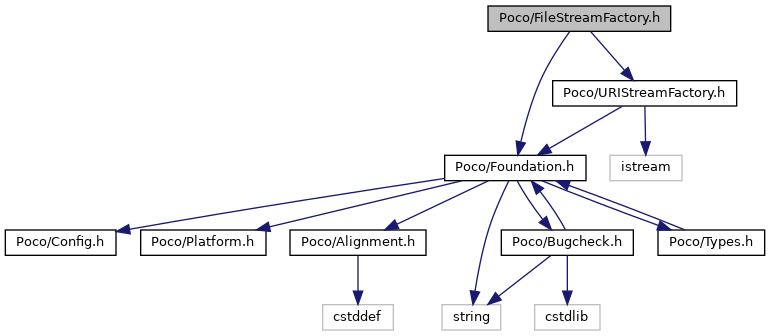 Poco/FileStreamFactory.h
Poco/URIStreamFactory.h
Poco/Foundation.h
istream
Poco/Config.h
Poco/Platform.h
Poco/Alignment.h
Poco/Bugcheck.h
Poco/Types.h
cstddef
string
cstdlib